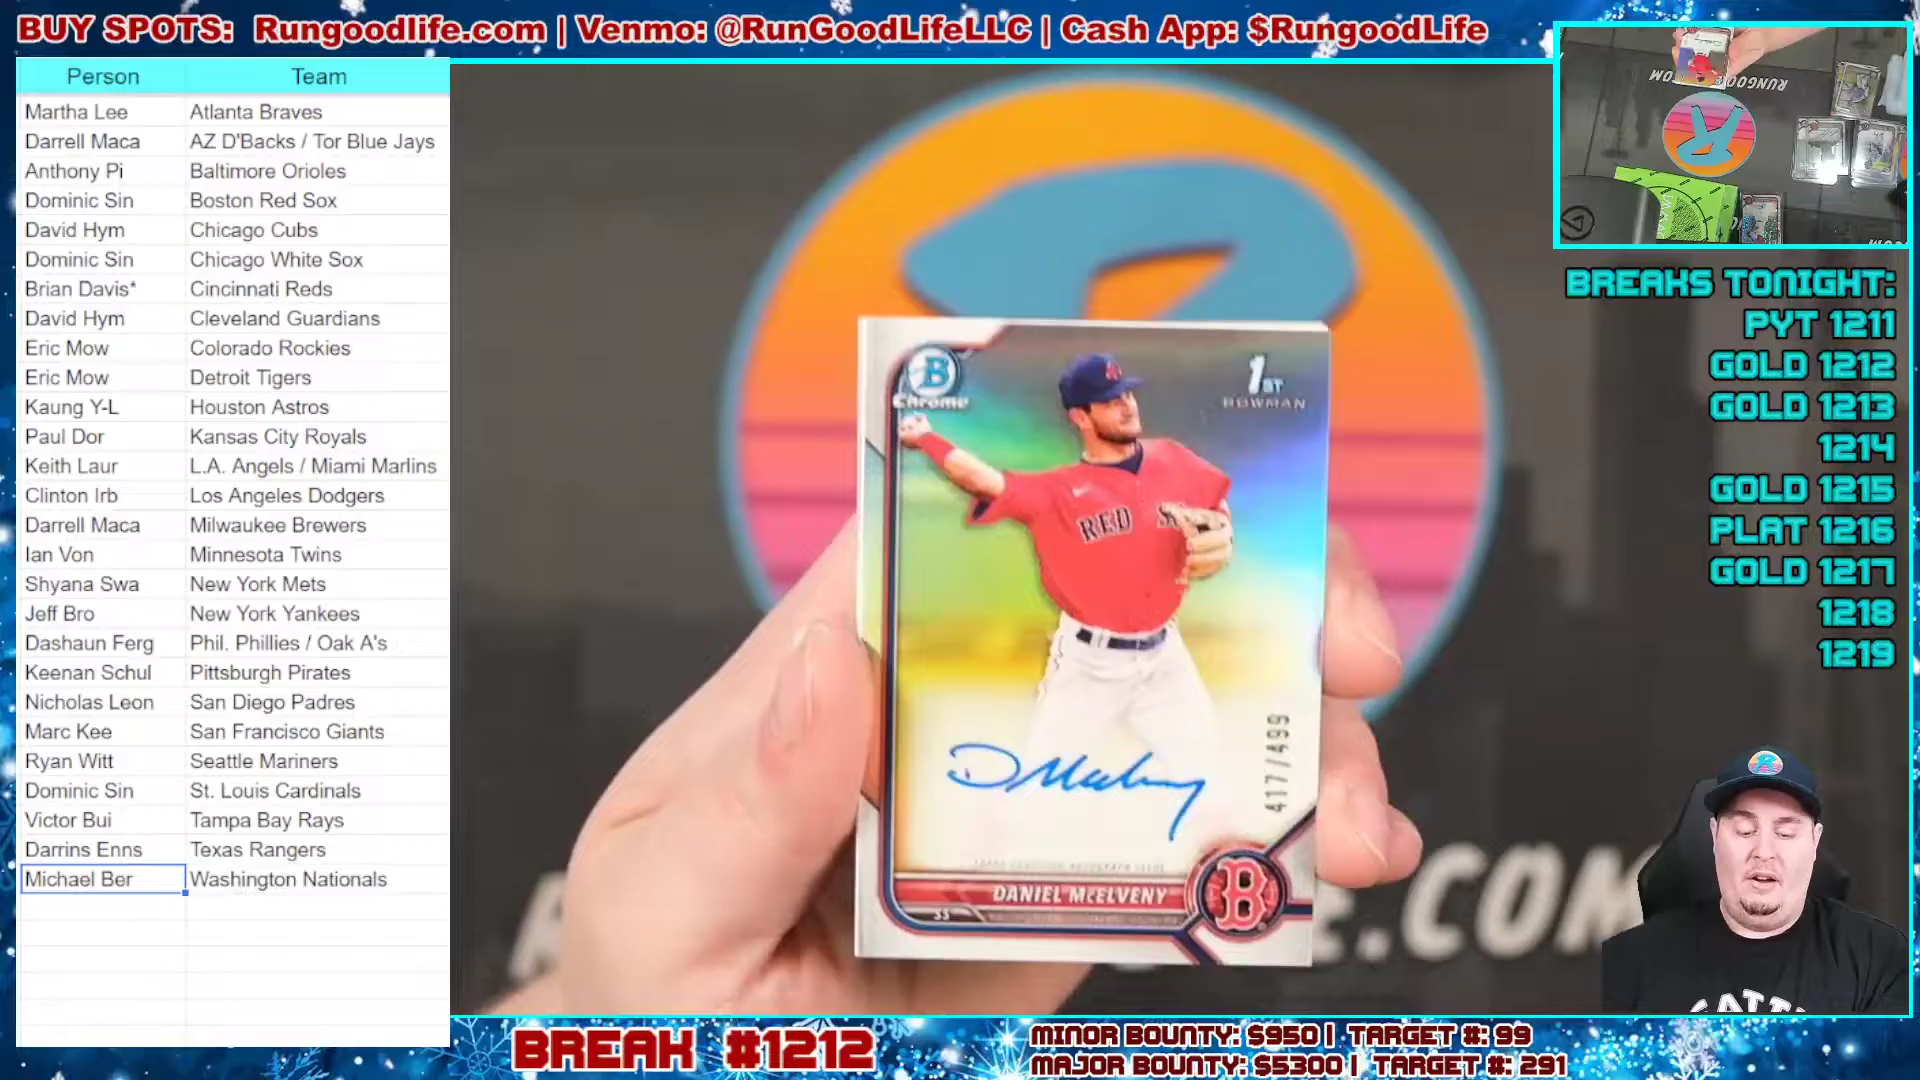 BUY SPOTS: Rungoodlife.com | Venmo: @RunGoodLifeLLC | Cash App: $RungoodLife
Person Team
Martha Lee Atlanta Braves
Darrell Maca AZ D'Backs / Tor Blue Jays
Anthony Pi Baltimore Orioles
Dominic Sin Boston Red Sox
David Hym Chicago Cubs
Dominic Sin Chicago White Sox
Brian Davis* Cincinnati Reds
David Hym Cleveland Guardians
Eric Mow Colorado Rockies
Eric Mow Detroit Tigers
Kaung Y-L Houston Astros
Paul Dor Kansas City Royals
Keith Laur L.A. Angels / Miami Marlins
Clinton Irb Los Angeles Dodgers
Darrell Maca Milwaukee Brewers
Ian Von Minnesota Twins
Shyana Swa New York Mets
Jeff Bro New York Yankees
Dashaun Ferg Phil. Phillies / Oak A's
Keenan Schul Pittsburgh Pirates
Nicholas Leon San Diego Padres
Marc Kee San Francisco Giants
Ryan Witt Seattle Mariners
Dominic Sin St. Louis Cardinals
Victor Bui Tampa Bay Rays
Darrins Enns Texas Rangers
Michael Ber Washington Nationals
B
Chrome
1ST
BOWMAN
RED
417/499
DANIEL McELVENY
SS
B
.COM
RUNGOOD
BREAKS TONIGHT:
PYT 1211
GOLD 1212
GOLD 1213
1214
GOLD 1215
PLAT 1216
GOLD 1217
1218
1219
BREAK #1212
MINOR BOUNTY: $950 | TARGET #: 99
MAJOR BOUNTY: $5300 | TARGET #: 291